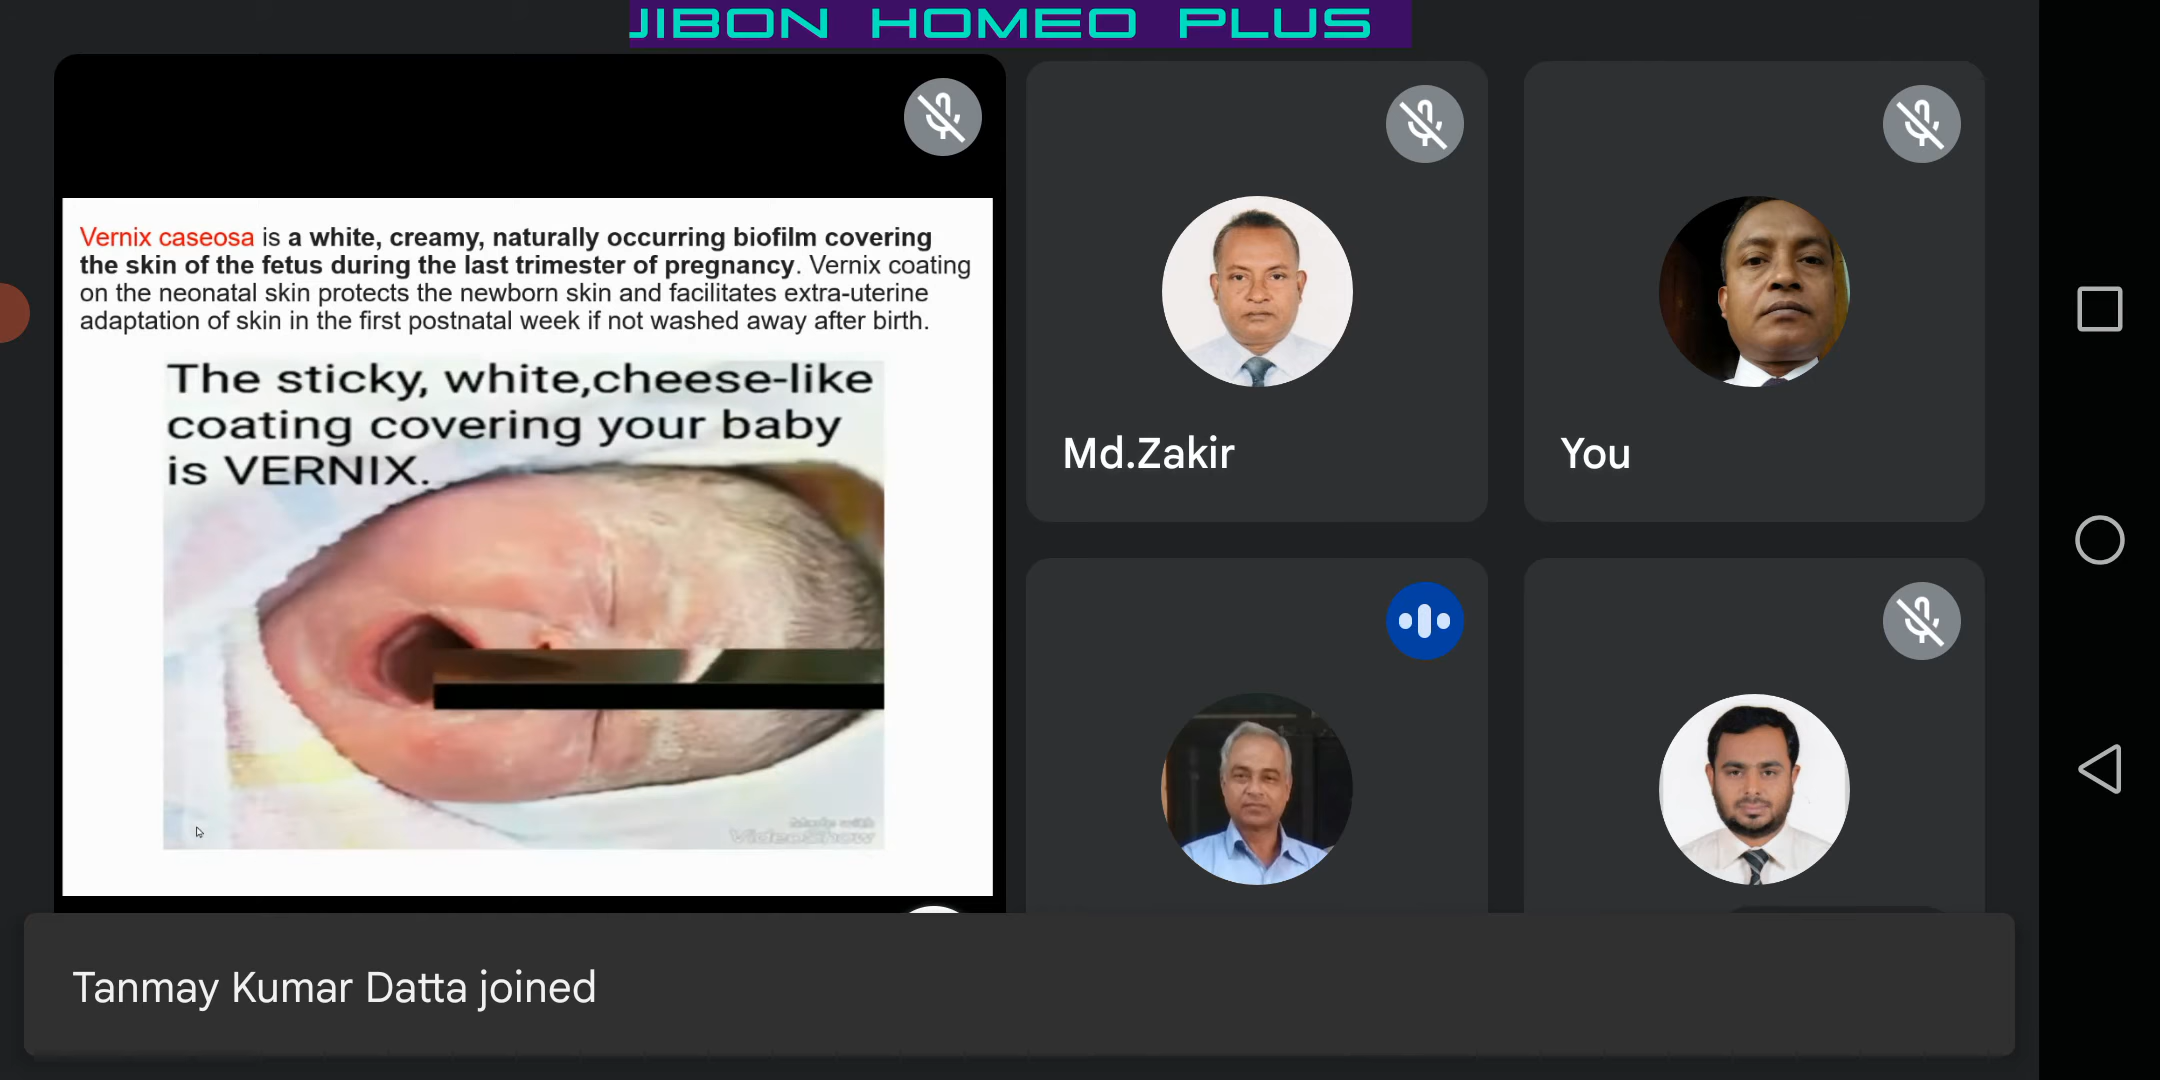 JIBON HOMEO PLUS
Vernix caseosa is a white, creamy, naturally occurring biofilm covering
the skin of the fetus during the last trimester of pregnancy. Vernix coating
on the neonatal skin protects the newborn skin and facilitates extra-uterine
adaptation of skin in the first postnatal week if not washed away after birth.
The sticky, white,cheese-like
coating covering your baby
is VERNIX.
Made with
VideoShow
Md.Zakir
You
Tanmay Kumar Datta joined